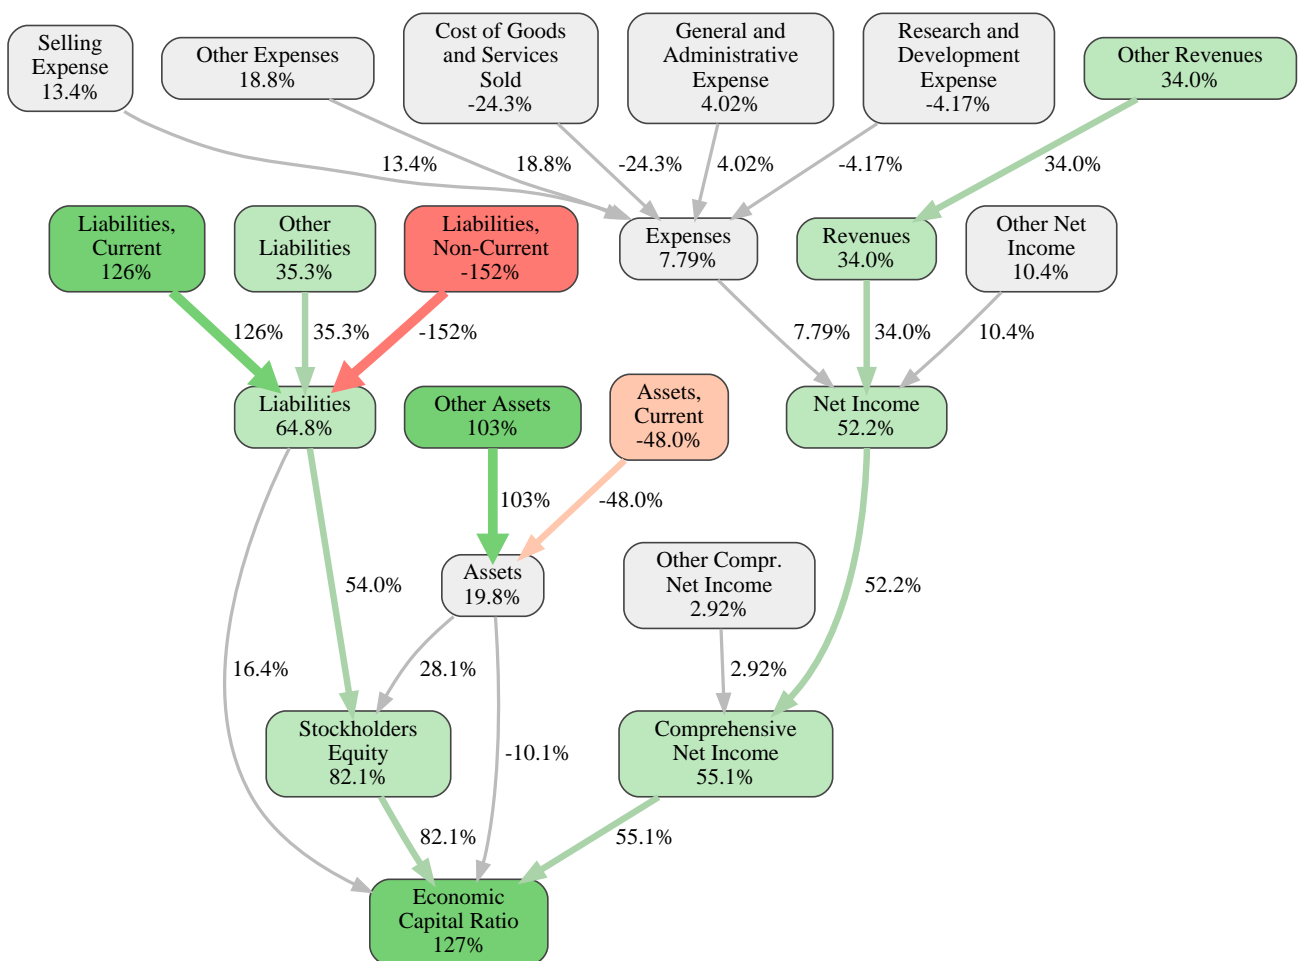 Selling
Expense
13.4%
Other Expenses
18.8%
Cost of Goods
and Services
Sold
-24.3%
General and
Administrative
Expense
4.02%
Research and
Development
Expense
-4.17%
Other Revenues
34.0%
13.4%
18.8%
-24.3%
4.02%
-4.17%
34.0%
Liabilities,
Current
126%
Other
Liabilities
35.3%
Liabilities,
Non-Current
-152%
Expenses
7.79%
Revenues
34.0%
Other Net
Income
10.4%
126%
35.3%
-152%
7.79%
34.0%
10.4%
Liabilities
64.8%
Other Assets
103%
Assets,
Current
-48.0%
Net Income
52.2%
103%
-48.0%
Assets
19.8%
Other Compr.
Net Income
2.92%
54.0%
52.2%
16.4%
28.1%
2.92%
Stockholders
Equity
82.1%
-10.1%
Comprehensive
Net Income
55.1%
82.1%
55.1%
Economic
Capital Ratio
127%